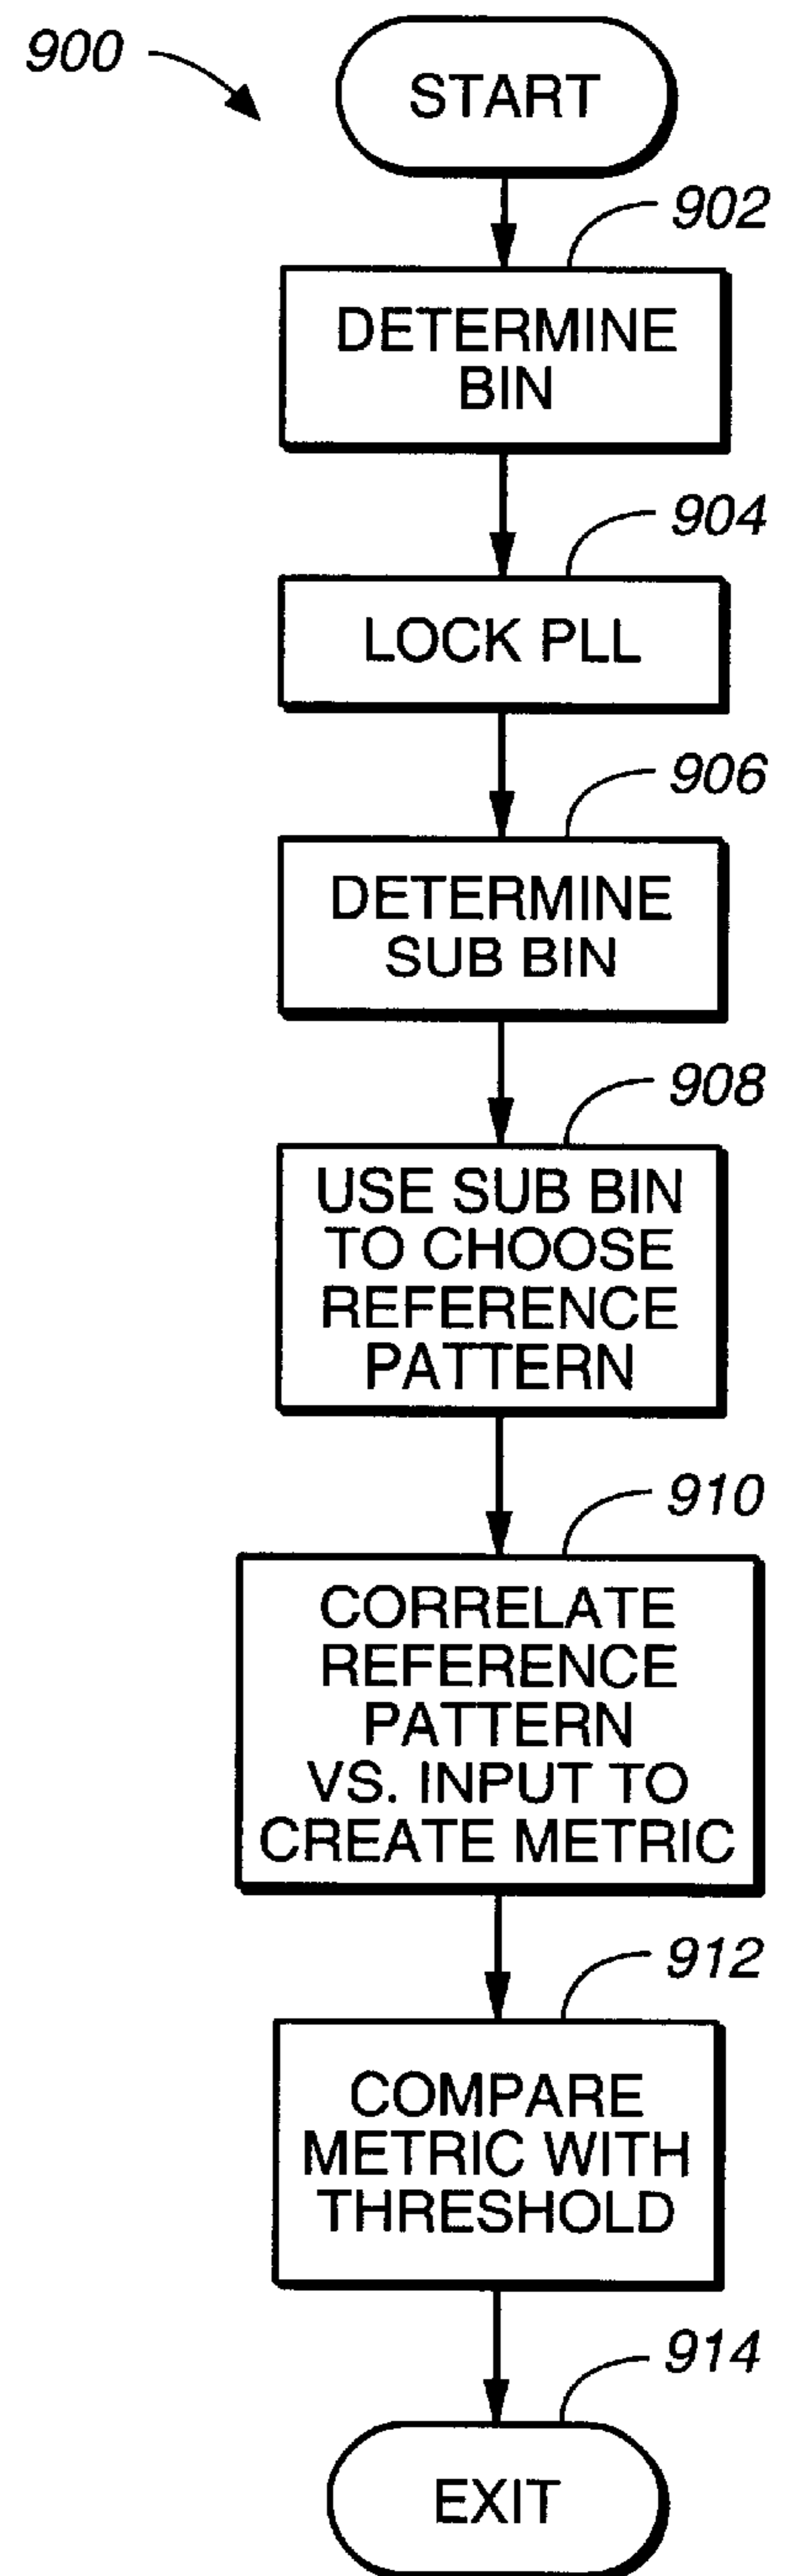 900
START
902
DETERMINE
BIN
904
LOCK PLL
906
DETERMINE
SUB BIN
908
USE SUB BIN
TO CHOOSE
REFERENCE
PATTERN
910
CORRELATE
REFERENCE
PATTERN
VS. INPUT TO
CREATE METRIC
912
COMPARE
METRIC WITH
THRESHOLD
914
EXIT